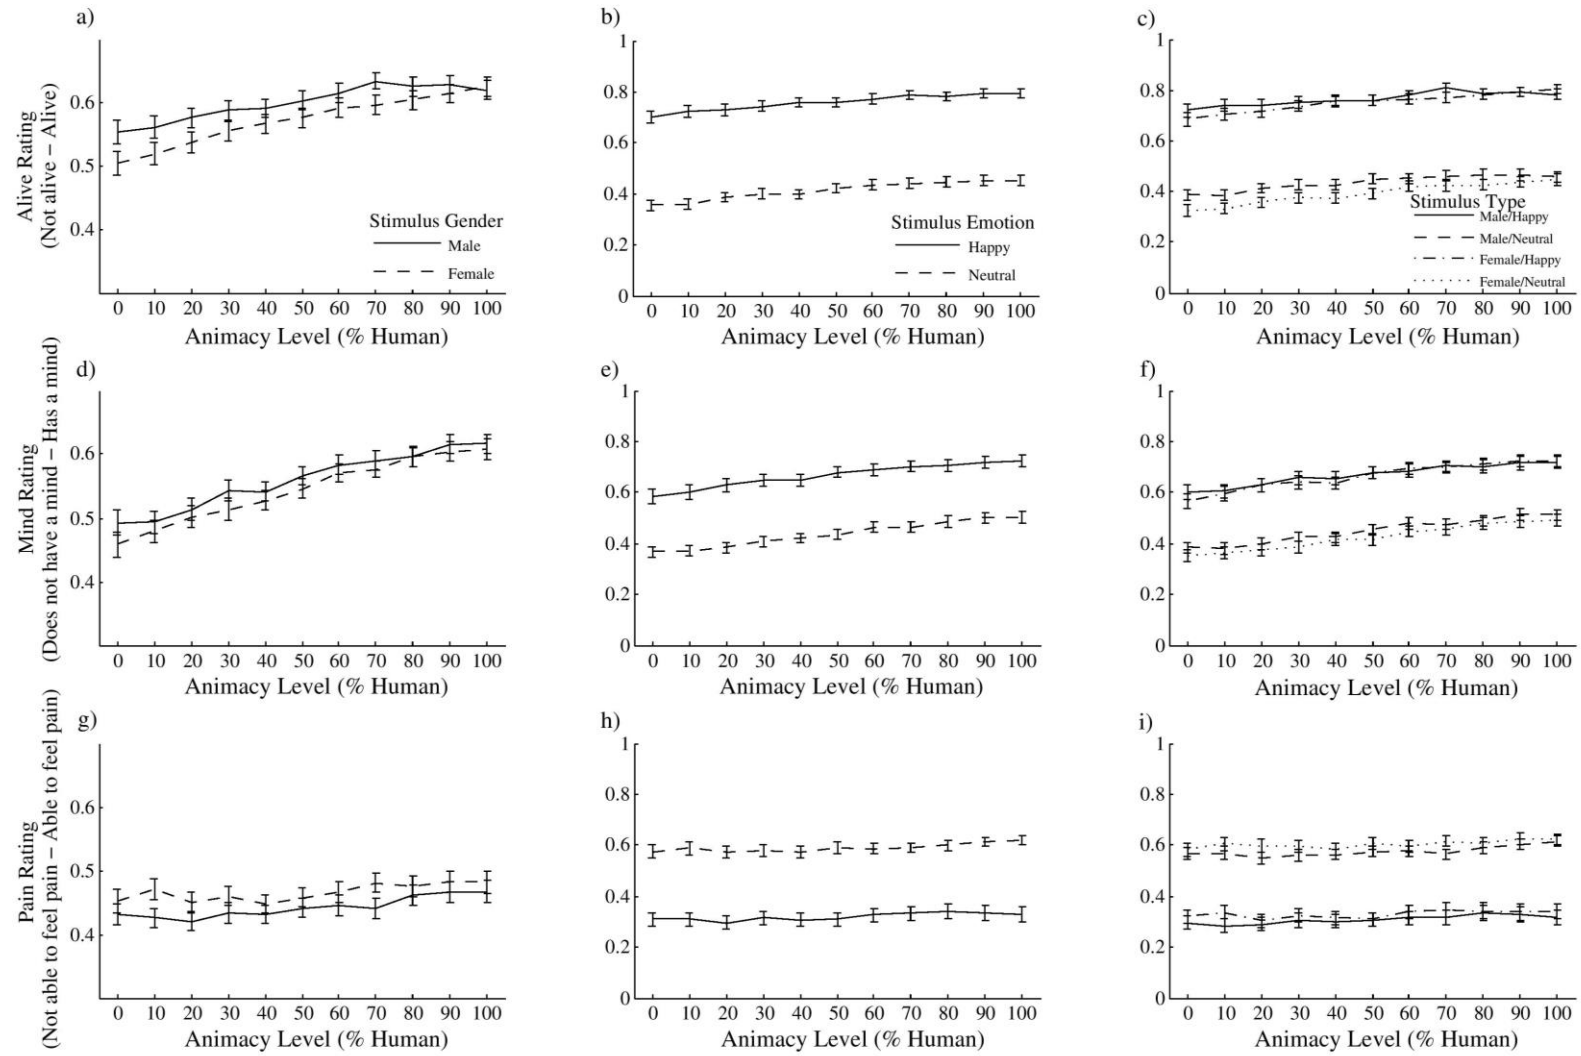 a)
Alive Rating
(Not alive − Alive)
0.6
0.5
0.4
Stimulus Gender
Male
Female
0 10 20 30 40 50 60 70 80 90 100
Animacy Level (% Human)
b)
1
0.8
0.6
0.4
0.2
0
Stimulus Emotion
Happy
Neutral
0 10 20 30 40 50 60 70 80 90 100
Animacy Level (% Human)
c)
1
0.8
0.6
0.4
0.2
0
Stimulus Type
Male/Happy
Male/Neutral
Female/Happy
Female/Neutral
0 10 20 30 40 50 60 70 80 90 100
Animacy Level (% Human)
d)
Mind Rating
(Does not have a mind − Has a mind)
0.6
0.5
0.4
0 10 20 30 40 50 60 70 80 90 100
Animacy Level (% Human)
e)
1
0.8
0.6
0.4
0.2
0
0 10 20 30 40 50 60 70 80 90 100
Animacy Level (% Human)
f)
1
0.8
0.6
0.4
0.2
0
0 10 20 30 40 50 60 70 80 90 100
Animacy Level (% Human)
g)
Pain Rating
(Not able to feel pain − Able to feel pain)
0.6
0.5
0.4
0 10 20 30 40 50 60 70 80 90 100
Animacy Level (% Human)
h)
1
0.8
0.6
0.4
0.2
0
0 10 20 30 40 50 60 70 80 90 100
Animacy Level (% Human)
i)
1
0.8
0.6
0.4
0.2
0
0 10 20 30 40 50 60 70 80 90 100
Animacy Level (% Human)